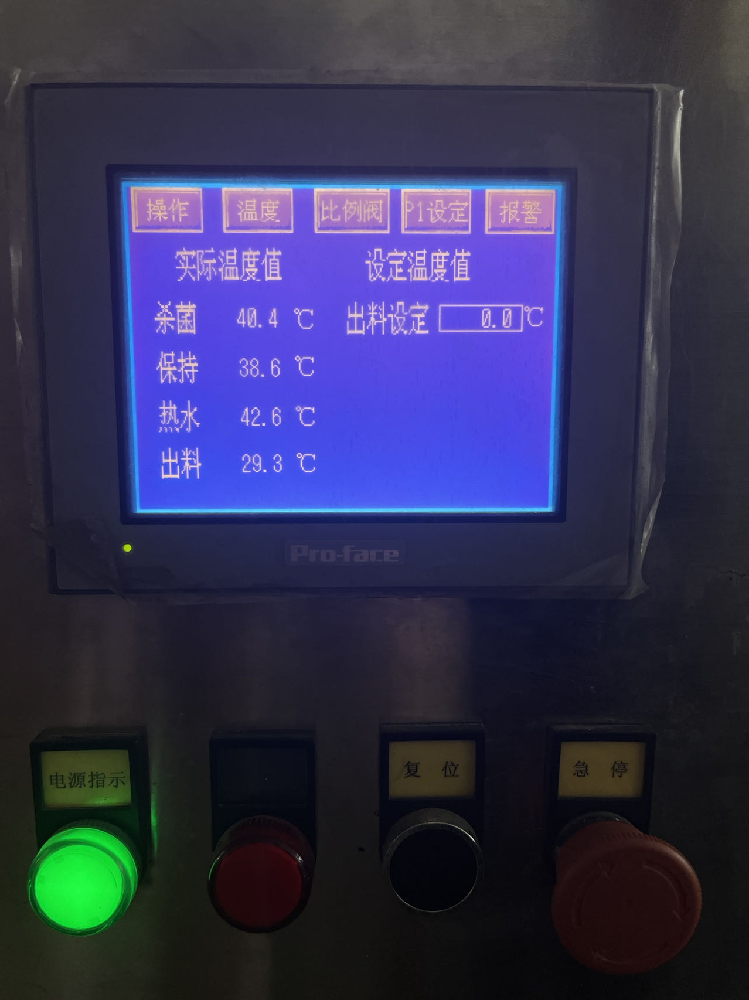 操作 温度 比例阀 P1设定 报警
实际温度值 设定温度值
杀菌 40.4 ℃ 出料设定 0.0 ℃
保持 38.6 ℃
热水 42.6 ℃
出料 29.3 ℃
Pro-face
电源指示 复位 急停